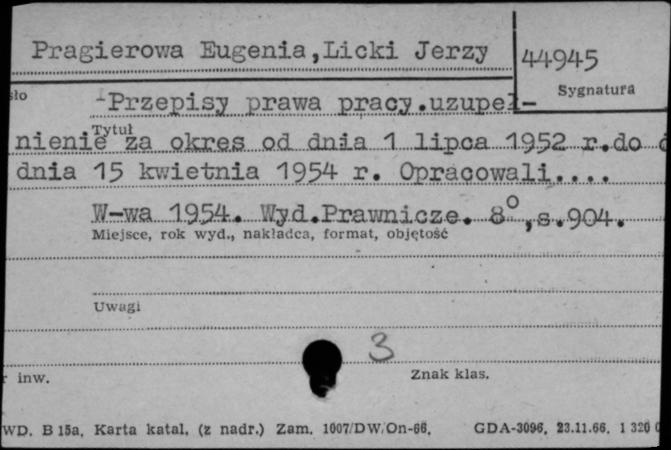 Pragierowa Eugenia,Licki Jerzy
44945
Sygnatura
sło
-Przepisy prawa pracy.uzupeł-
Tytuł
nienie za okres od dnia 1 lipca 1952 r.do
dnia 15 kwietnia 1954 r. Opracowali....
W-wa 1954. Wyd.Prawnicze. 8°,s.904.
Miejsce, rok wyd., nakładca, format, objętość
Uwagi
3
r inw.
Znak klas.
WD. B 15a. Karta katal. (z nadr.) Zam. 1007/DW/On-66. GDA-3096. 23.11.66. 1 320 0